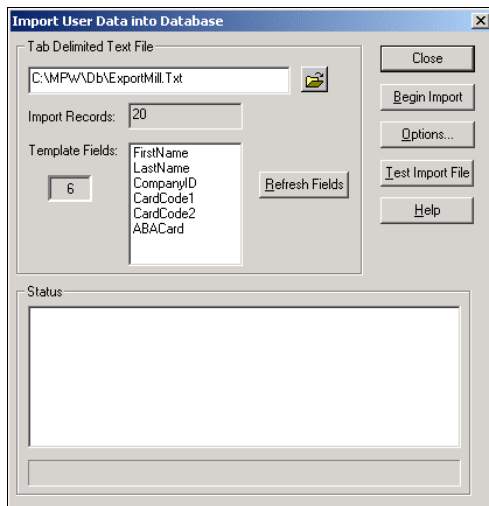 Import User Data into Database
Tab Delimited Text File
C:\MPW\Db\ExportMill.Txt
Import Records: 20
Template Fields:
6
FirstName
LastName
CompanyID
CardCode1
CardCode2
ABACard
Refresh Fields
Close
Begin Import
Options...
Test Import File
Help
Status